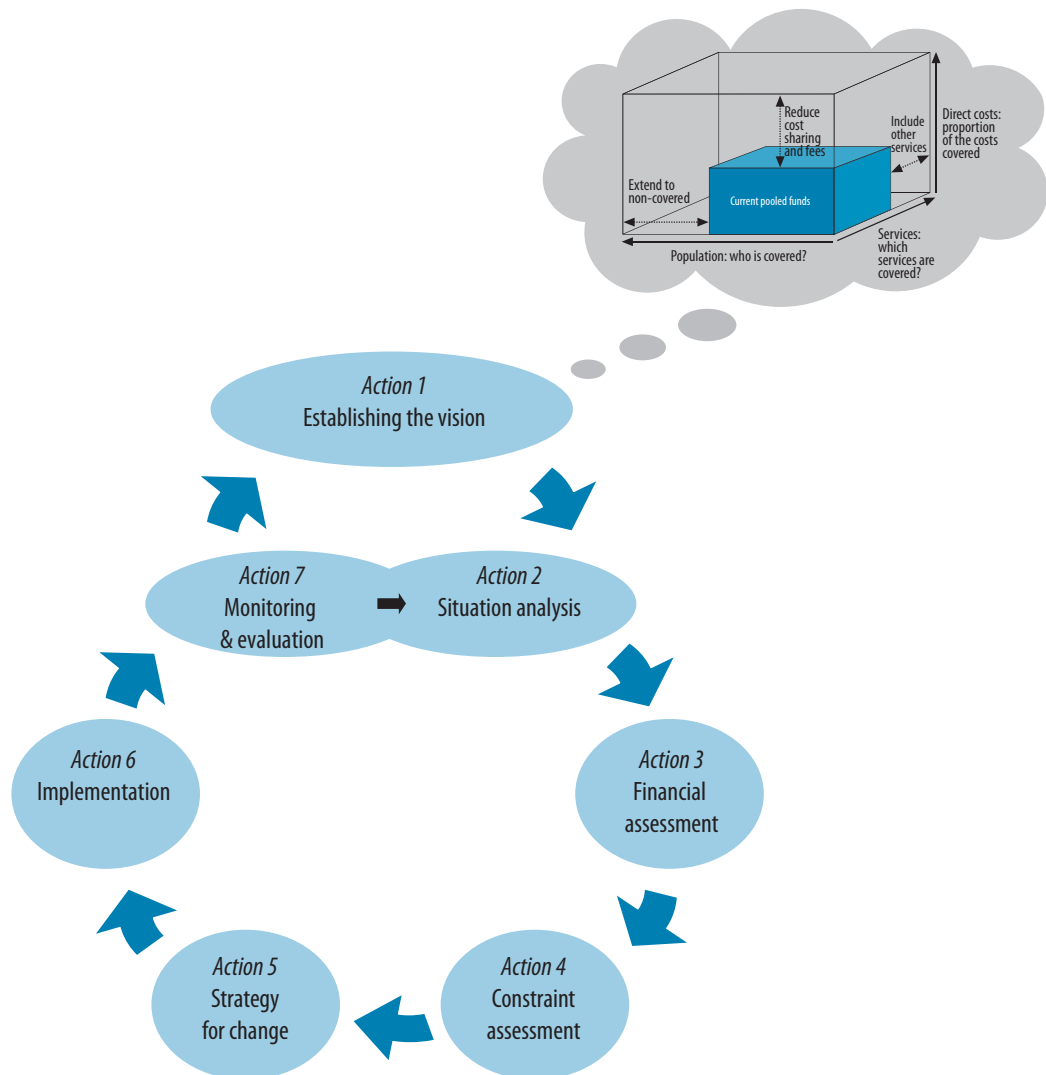 Reduce
cost
sharing
and fees
Include
other
services
Direct costs:
proportion
of the costs
covered
Extend to
non-covered
Current pooled funds
Services:
which
services are
covered?
Population: who is covered?
Action 1
Establishing the vision
Action 7
Monitoring
& evaluation
Action 2
Situation analysis
Action 6
Implementation
Action 3
Financial
assessment
Action 5
Strategy
for change
Action 4
Constraint
assessment